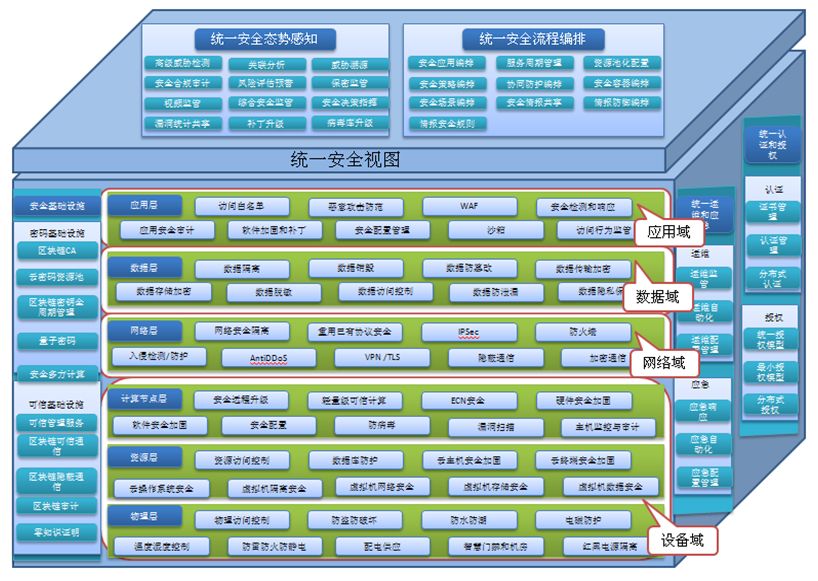 统一安全态势感知
高级威胁检测 关联分析 威胁溯源
安全合规审计 风险评估预警 保密监管
视频监管 综合安全监管 安全决策指挥
漏洞统计共享 补丁升级 病毒库升级
统一安全流程编排
安全应用编排 服务周期管理 资源池化配置
安全策略编排 协同防护编排 安全容器编排
安全场景编排 安全情报共享 情报防御编排
情报安全规则
统一安全视图
安全基础设施
密码基础设施
区块链CA
云密码资源池
区块链密钥全
周期管理
量子密码
安全多方计算
可信基础设施
可信管理服务
区块链可信通
信
区块链隐蔽通
信
区块链审计
零知识证明
应用层 访问白名单 恶意攻击防范 WAF 安全检测和响应
应用安全审计 软件加固和补丁 安全配置管理 沙箱 访问行为监管
应用域
数据层 数据隔离 数据销毁 数据防篡改 数据传输加密
数据存储加密 数据脱敏 数据访问控制 数据防泄漏 数据隐私保
数据域
网络层 网络安全隔离 重用已有协议安全 IPSec 防火墙
入侵检测/防护 AntiDDoS VPN /TLS 隐蔽通信 加密通信
网络域
计算节点层 安全远程升级 轻量级可信计算 ECN安全 硬件安全加固
软件安全加固 安全配置 防病毒 漏洞扫描 主机监控与审计
资源层 资源访问控制 数据库防护 云主机安全加固 云终端安全加固
云操作系统安全 虚拟机隔离安全 虚拟机网络安全 虚拟机存储安全 虚拟机数据安全
物理层 物理访问控制 防盗防破坏 防水防潮 电磁防护
温度湿度控制 防雷防火防静电 配电供应 智慧门禁和机房 红黑电源隔离
设备域
统一运
维和应
急
运维
运维监
管
运维自
动化
运维配
置管理
应急
应急响
应
应急自
动化
应急配
置管理
统一认
证和授
权
认证
证书管
理
认证管
理
分布式
认证
授权
统一授
权模型
最小授
权模型
分布式
授权